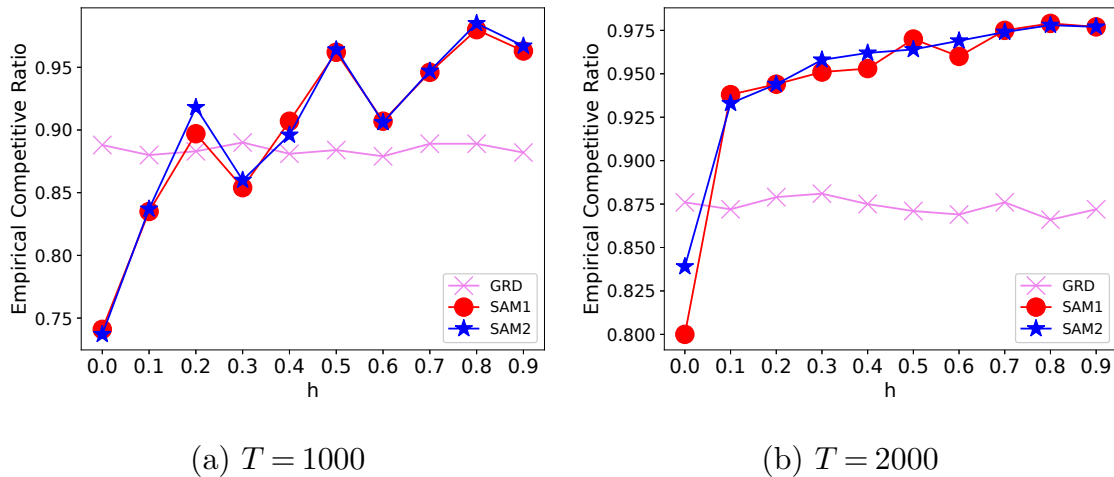 Empirical Competitive Ratio
0.95
0.90
0.85
0.80
0.75
0.0 0.1 0.2 0.3 0.4 0.5 0.6 0.7 0.8 0.9
h
GRD
SAM1
SAM2
(a) T = 1000
Empirical Competitive Ratio
0.975
0.950
0.925
0.900
0.875
0.850
0.825
0.800
0.0 0.1 0.2 0.3 0.4 0.5 0.6 0.7 0.8 0.9
h
GRD
SAM1
SAM2
(b) T = 2000